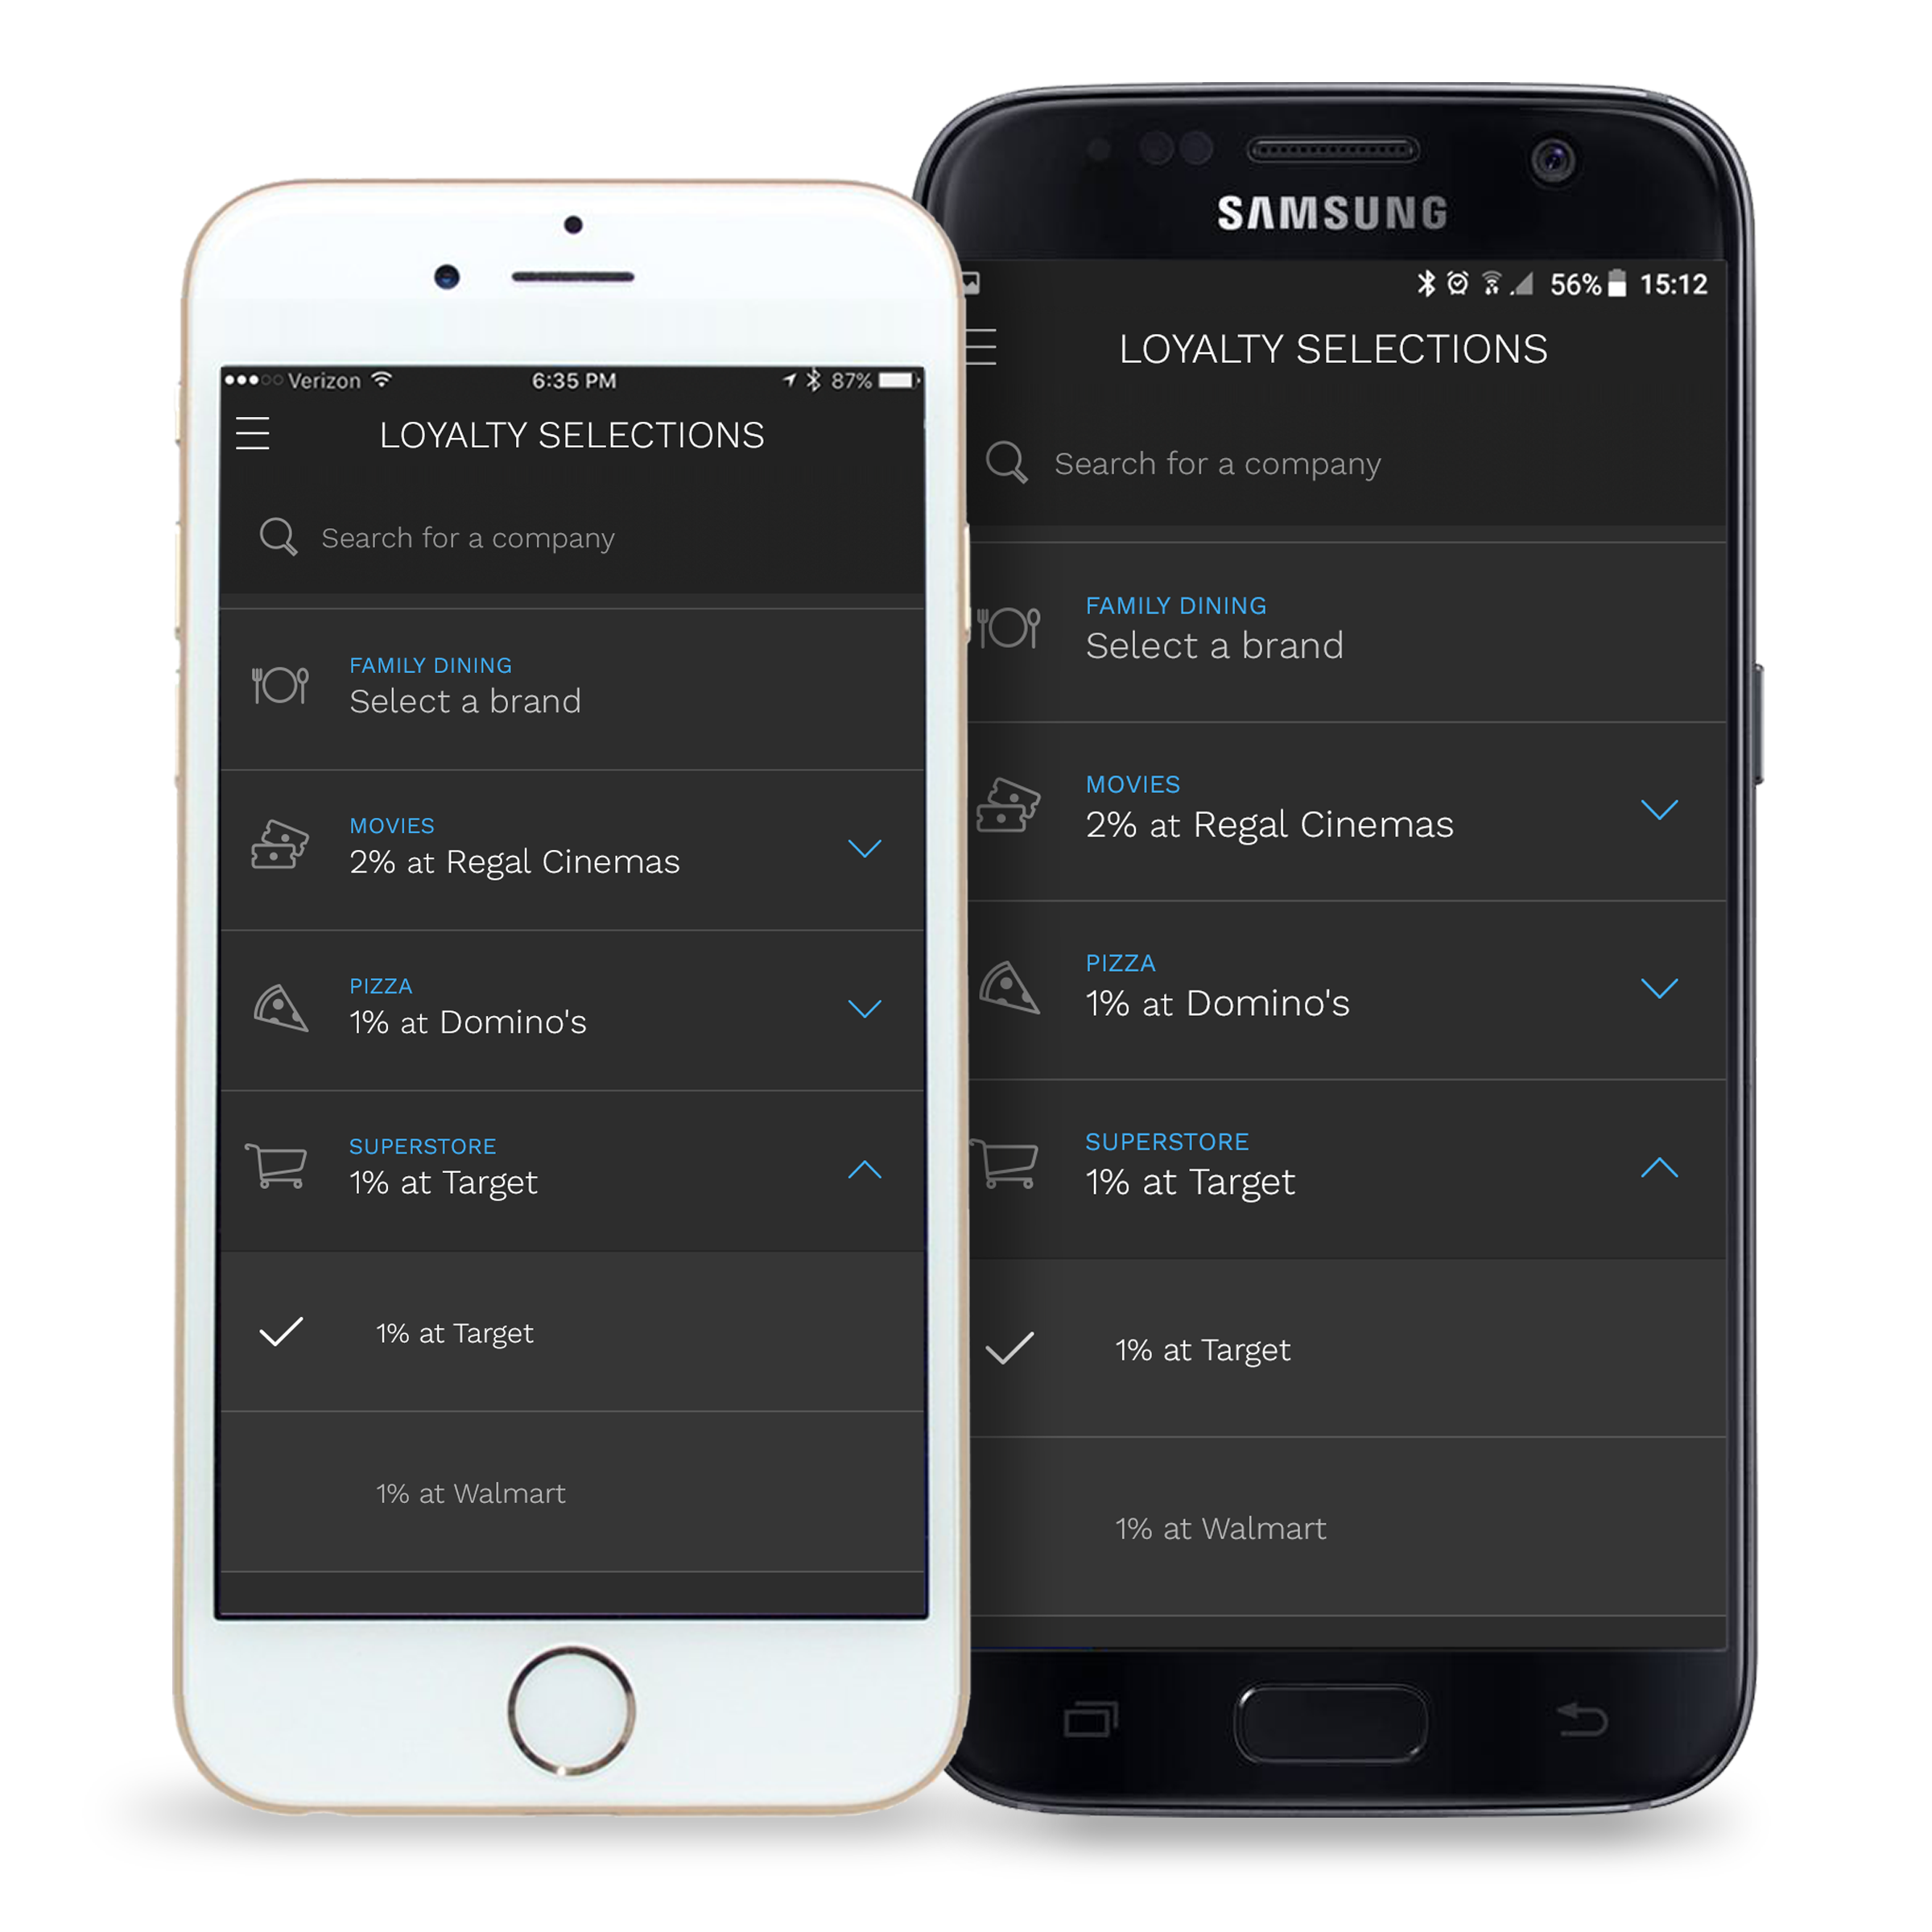 Verizon 6:35 PM 87%
LOYALTY SELECTIONS
Search for a company
FAMILY DINING
Select a brand
MOVIES
2% at Regal Cinemas
PIZZA
1% at Domino's
SUPERSTORE
1% at Target
1% at Target
1% at Walmart
SAMSUNG
56% 15:12
LOYALTY SELECTIONS
Search for a company
FAMILY DINING
Select a brand
MOVIES
2% at Regal Cinemas
PIZZA
1% at Domino's
SUPERSTORE
1% at Target
1% at Target
1% at Walmart